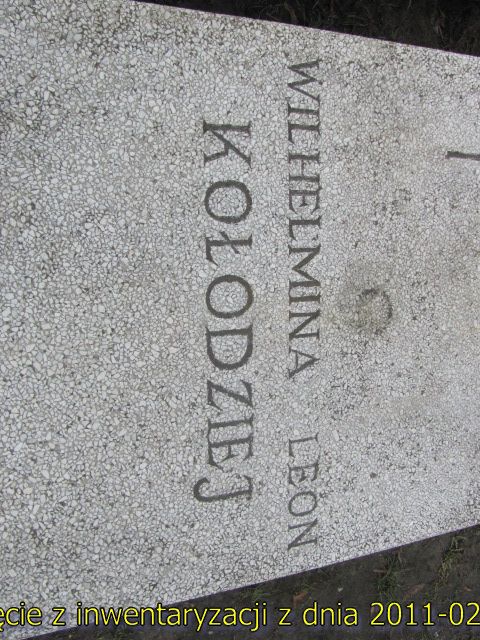 WILHELMINA LEON
KOŁODZIEJ
ęcie z inwentaryzacji z dnia 2011-02